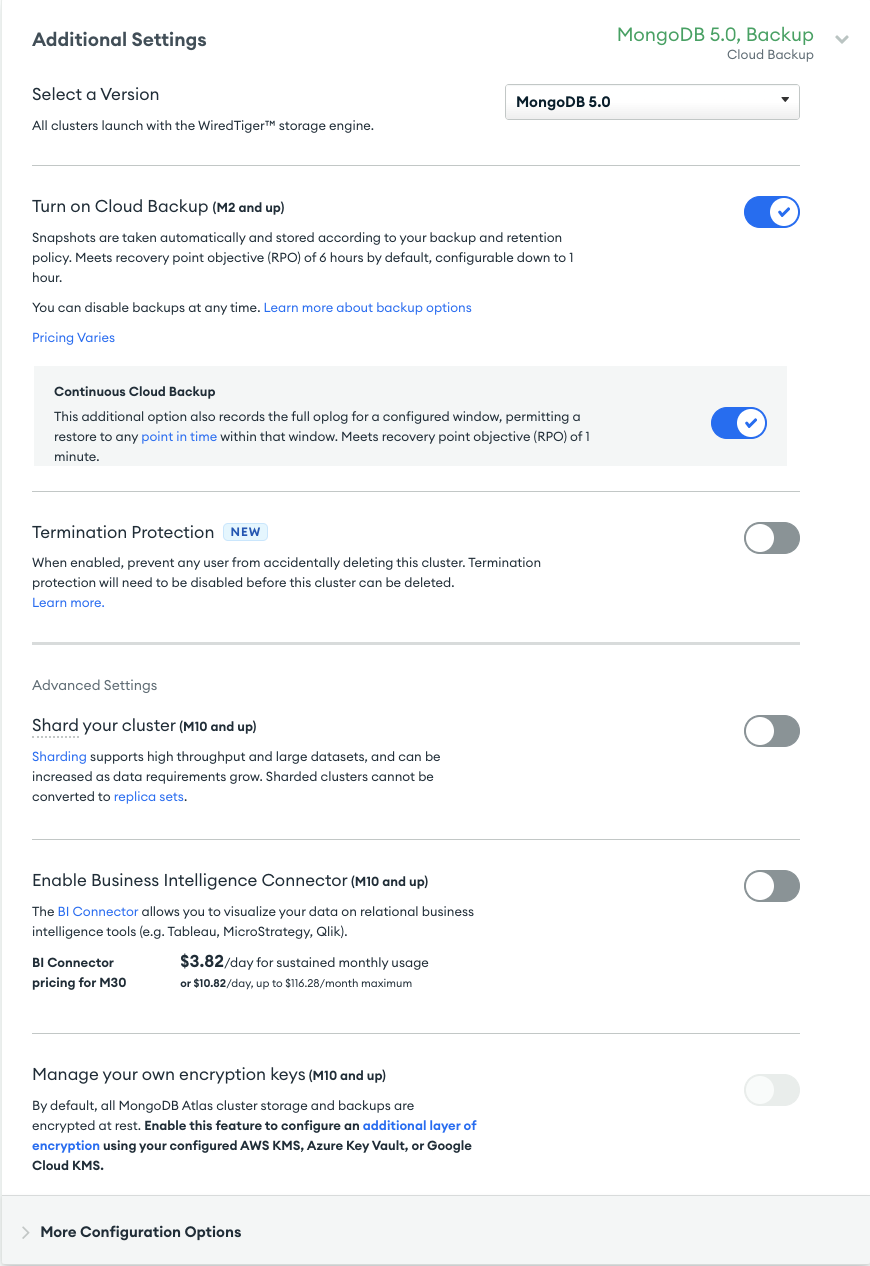 Additional Settings
MongoDB 5.0, Backup
Cloud Backup
Select a Version
MongoDB 5.0
All clusters launch with the WiredTiger™ storage engine.
Turn on Cloud Backup (M2 and up)
Snapshots are taken automatically and stored according to your backup and retention
policy. Meets recovery point objective (RPO) of 6 hours by default, configurable down to 1
hour.
You can disable backups at any time. Learn more about backup options
Pricing Varies
Continuous Cloud Backup
This additional option also records the full oplog for a configured window, permitting a
restore to any point in time within that window. Meets recovery point objective (RPO) of 1
minute.
Termination Protection NEW
When enabled, prevent any user from accidentally deleting this cluster. Termination
protection will need to be disabled before this cluster can be deleted.
Learn more.
Advanced Settings
Shard your cluster (M10 and up)
Sharding supports high throughput and large datasets, and can be
increased as data requirements grow. Sharded clusters cannot be
converted to replica sets.
Enable Business Intelligence Connector (M10 and up)
The BI Connector allows you to visualize your data on relational business
intelligence tools (e.g. Tableau, MicroStrategy, Qlik).
BI Connector $3.82/day for sustained monthly usage
pricing for M30 or $10.82/day, up to $116.28/month maximum
Manage your own encryption keys (M10 and up)
By default, all MongoDB Atlas cluster storage and backups are
encrypted at rest. Enable this feature to configure an additional layer of
encryption using your configured AWS KMS, Azure Key Vault, or Google
Cloud KMS.
More Configuration Options